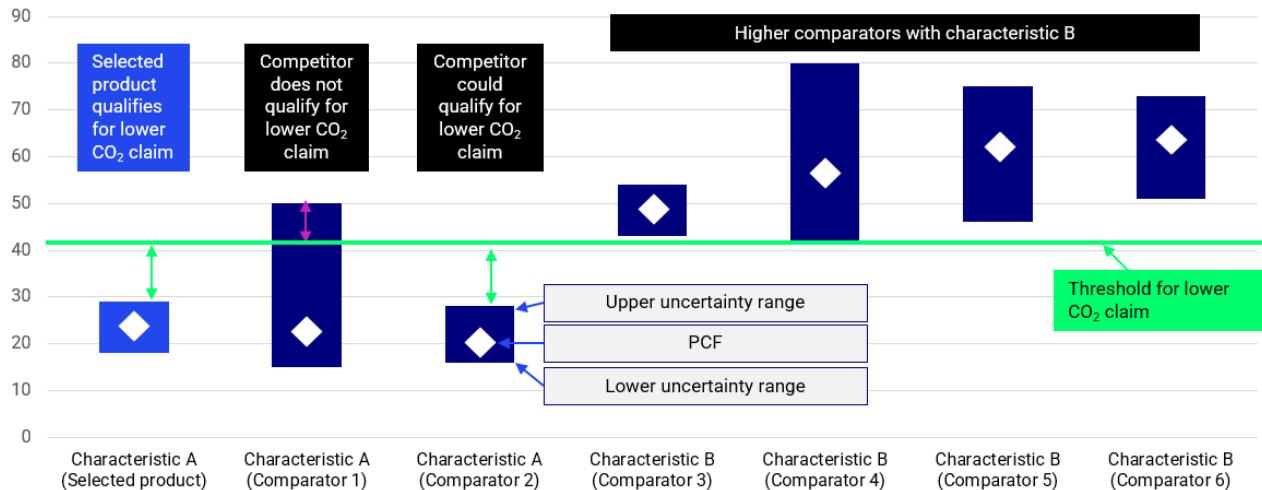 90
80
70
60
50
40
30
20
10
0
Selected
product
qualifies
for lower
CO₂ claim
Competitor
does not
qualify for
lower CO₂
claim
Competitor
could
qualify for
lower CO₂
claim
Higher comparators with characteristic B
Upper uncertainty range
PCF
Lower uncertainty range
Threshold for lower
CO₂ claim
Characteristic A
(Selected product)
Characteristic A
(Comparator 1)
Characteristic A
(Comparator 2)
Characteristic B
(Comparator 3)
Characteristic B
(Comparator 4)
Characteristic B
(Comparator 5)
Characteristic B
(Comparator 6)